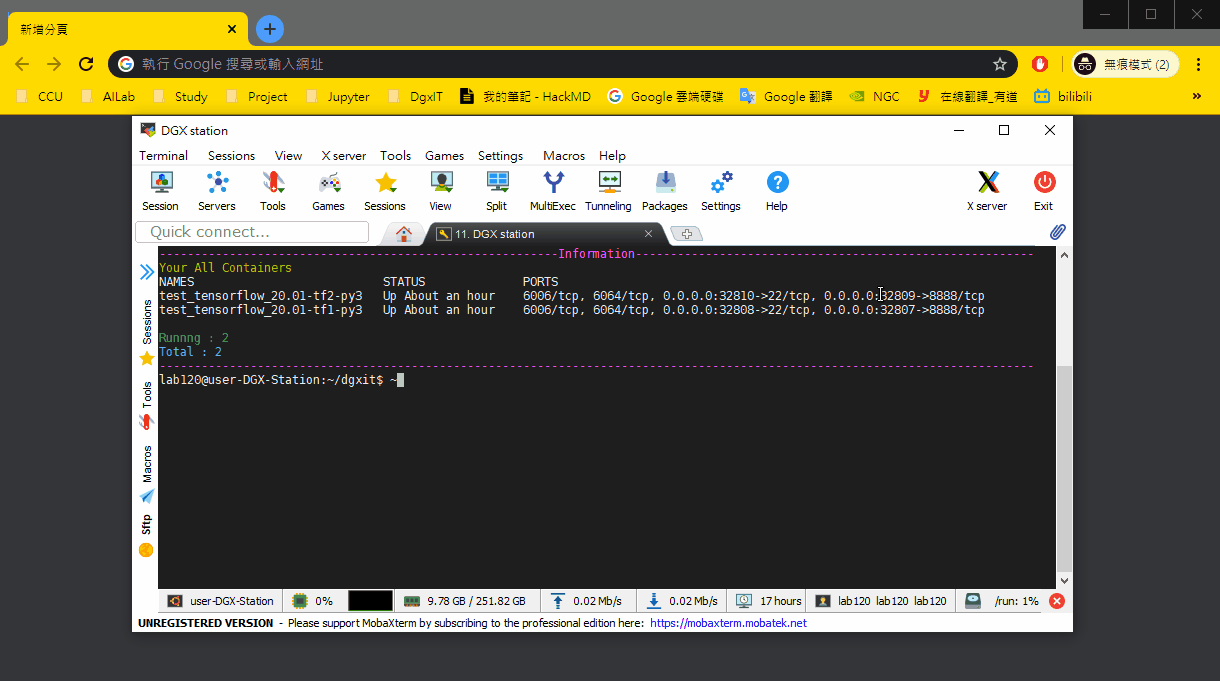 新增分頁
執行 Google 搜尋或輸入網址
無痕模式 (2)
CCU AILab Study Project Jupyter DgxIT 我的筆記 - HackMD Google 雲端硬碟 Google 翻譯 NGC 在線翻譯_有道 bilibili »
DGX station
Terminal Sessions View X server Tools Games Settings Macros Help
Session Servers Tools Games Sessions View Split MultiExec Tunneling Packages Settings Help X server Exit
Quick connect...
11. DGX station
---------------------------------------------------------Information---------------------------------------------------------
Your All Containers
NAMES STATUS PORTS
test_tensorflow_20.01-tf2-py3 Up About an hour 6006/tcp, 6064/tcp, 0.0.0.0:32810->22/tcp, 0.0.0.0:32809->8888/tcp
test_tensorflow_20.01-tf1-py3 Up About an hour 6006/tcp, 6064/tcp, 0.0.0.0:32808->22/tcp, 0.0.0.0:32807->8888/tcp
Runnng : 2
Total : 2
-----------------------------------------------------------------------------------------------------------------------------
lab120@user-DGX-Station:~/dgxit$ ~
Sessions
Tools
Macros
Sftp
user-DGX-Station 0% 9.78 GB / 251.82 GB 0.02 Mb/s 0.02 Mb/s 17 hours lab120 lab120 lab120 /run: 1%
UNREGISTERED VERSION - Please support MobaXterm by subscribing to the professional edition here: https://mobaxterm.mobatek.net